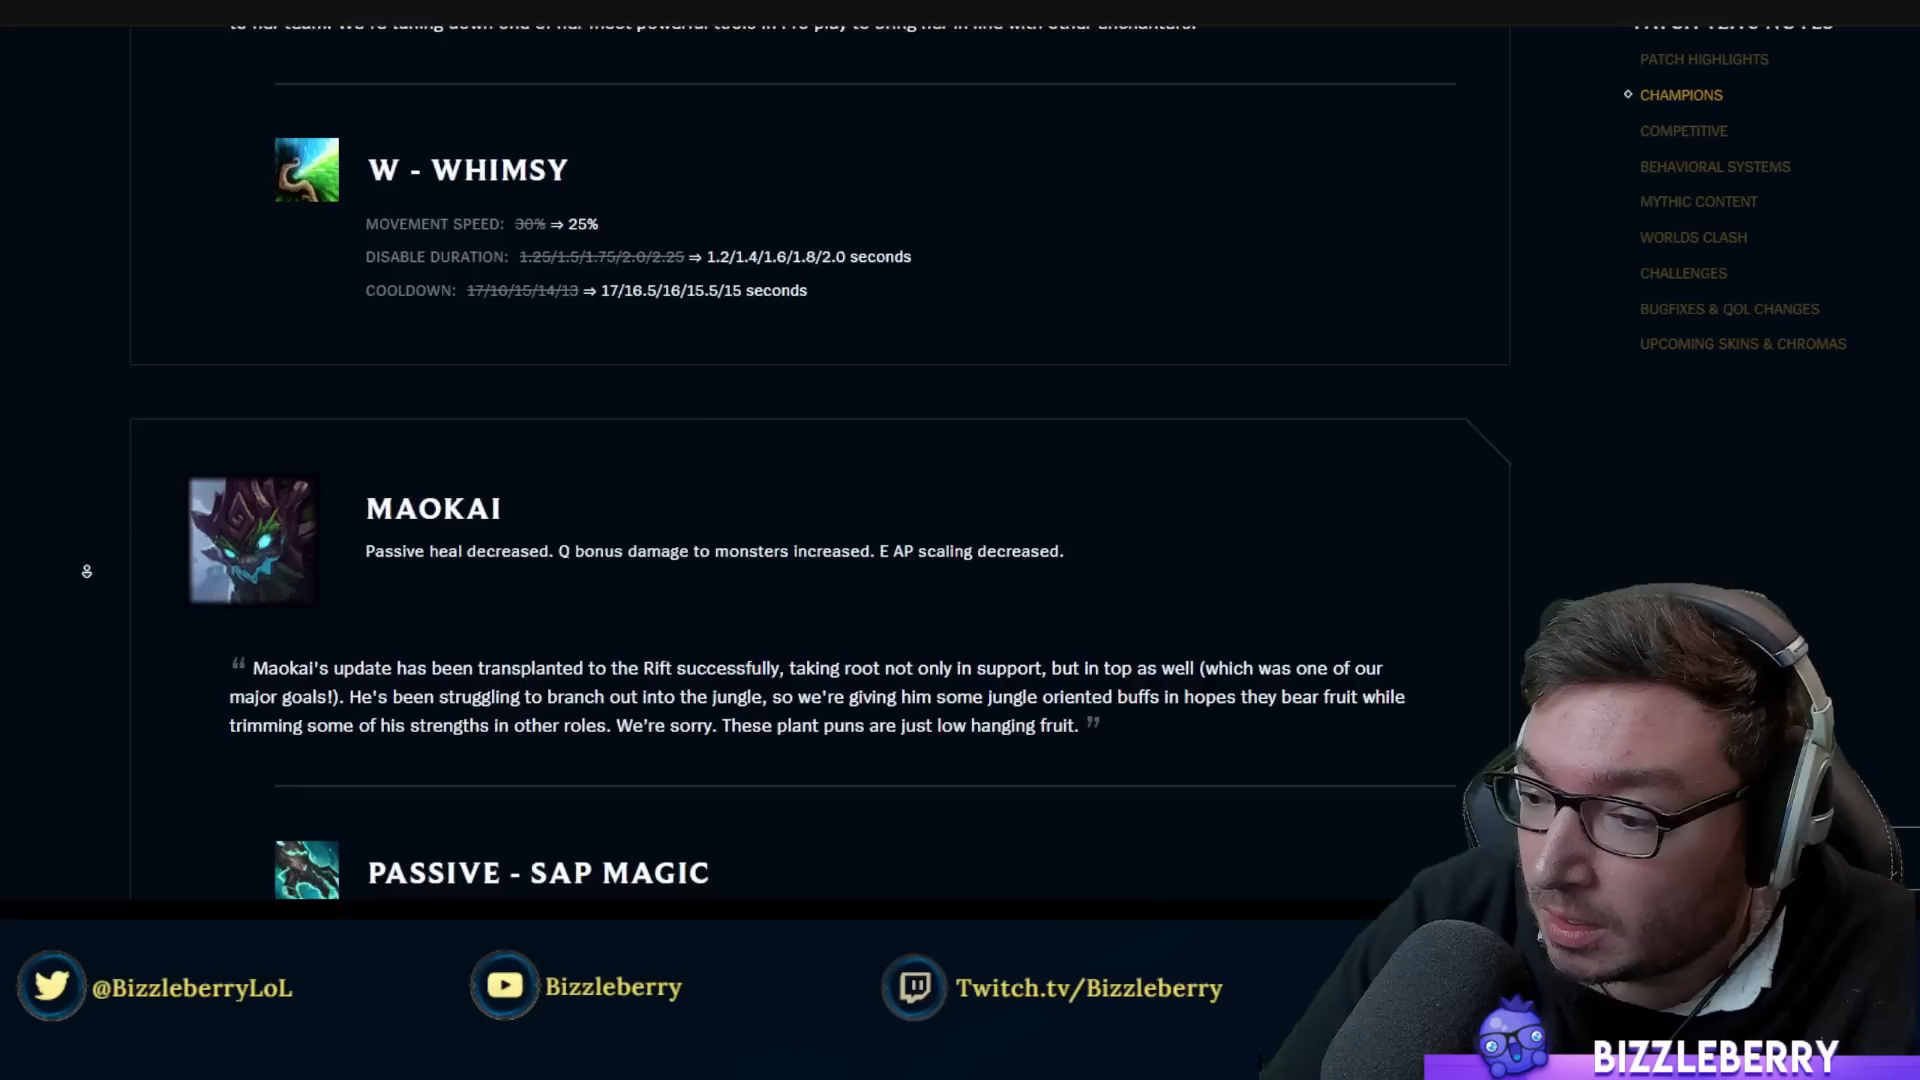 W - WHIMSY
MOVEMENT SPEED: 30% ⇒ 25%
DISABLE DURATION: 1.25/1.5/1.75/2.0/2.25 ⇒ 1.2/1.4/1.6/1.8/2.0 seconds
COOLDOWN: 17/16/15/14/13 ⇒ 17/16.5/16/15.5/15 seconds
MAOKAI
Passive heal decreased. Q bonus damage to monsters increased. E AP scaling decreased.
“ Maokai's update has been transplanted to the Rift successfully, taking root not only in support, but in top as well (which was one of our
major goals!). He's been struggling to branch out into the jungle, so we're giving him some jungle oriented buffs in hopes they bear fruit while
trimming some of his strengths in other roles. We’re sorry. These plant puns are just low hanging fruit. ”
PASSIVE - SAP MAGIC
PATCH HIGHLIGHTS
CHAMPIONS
COMPETITIVE
BEHAVIORAL SYSTEMS
MYTHIC CONTENT
WORLDS CLASH
CHALLENGES
BUGFIXES & QOL CHANGES
UPCOMING SKINS & CHROMAS
@BizzleberryLoL
Bizzleberry
Twitch.tv/Bizzleberry
BIZZLEBERRY